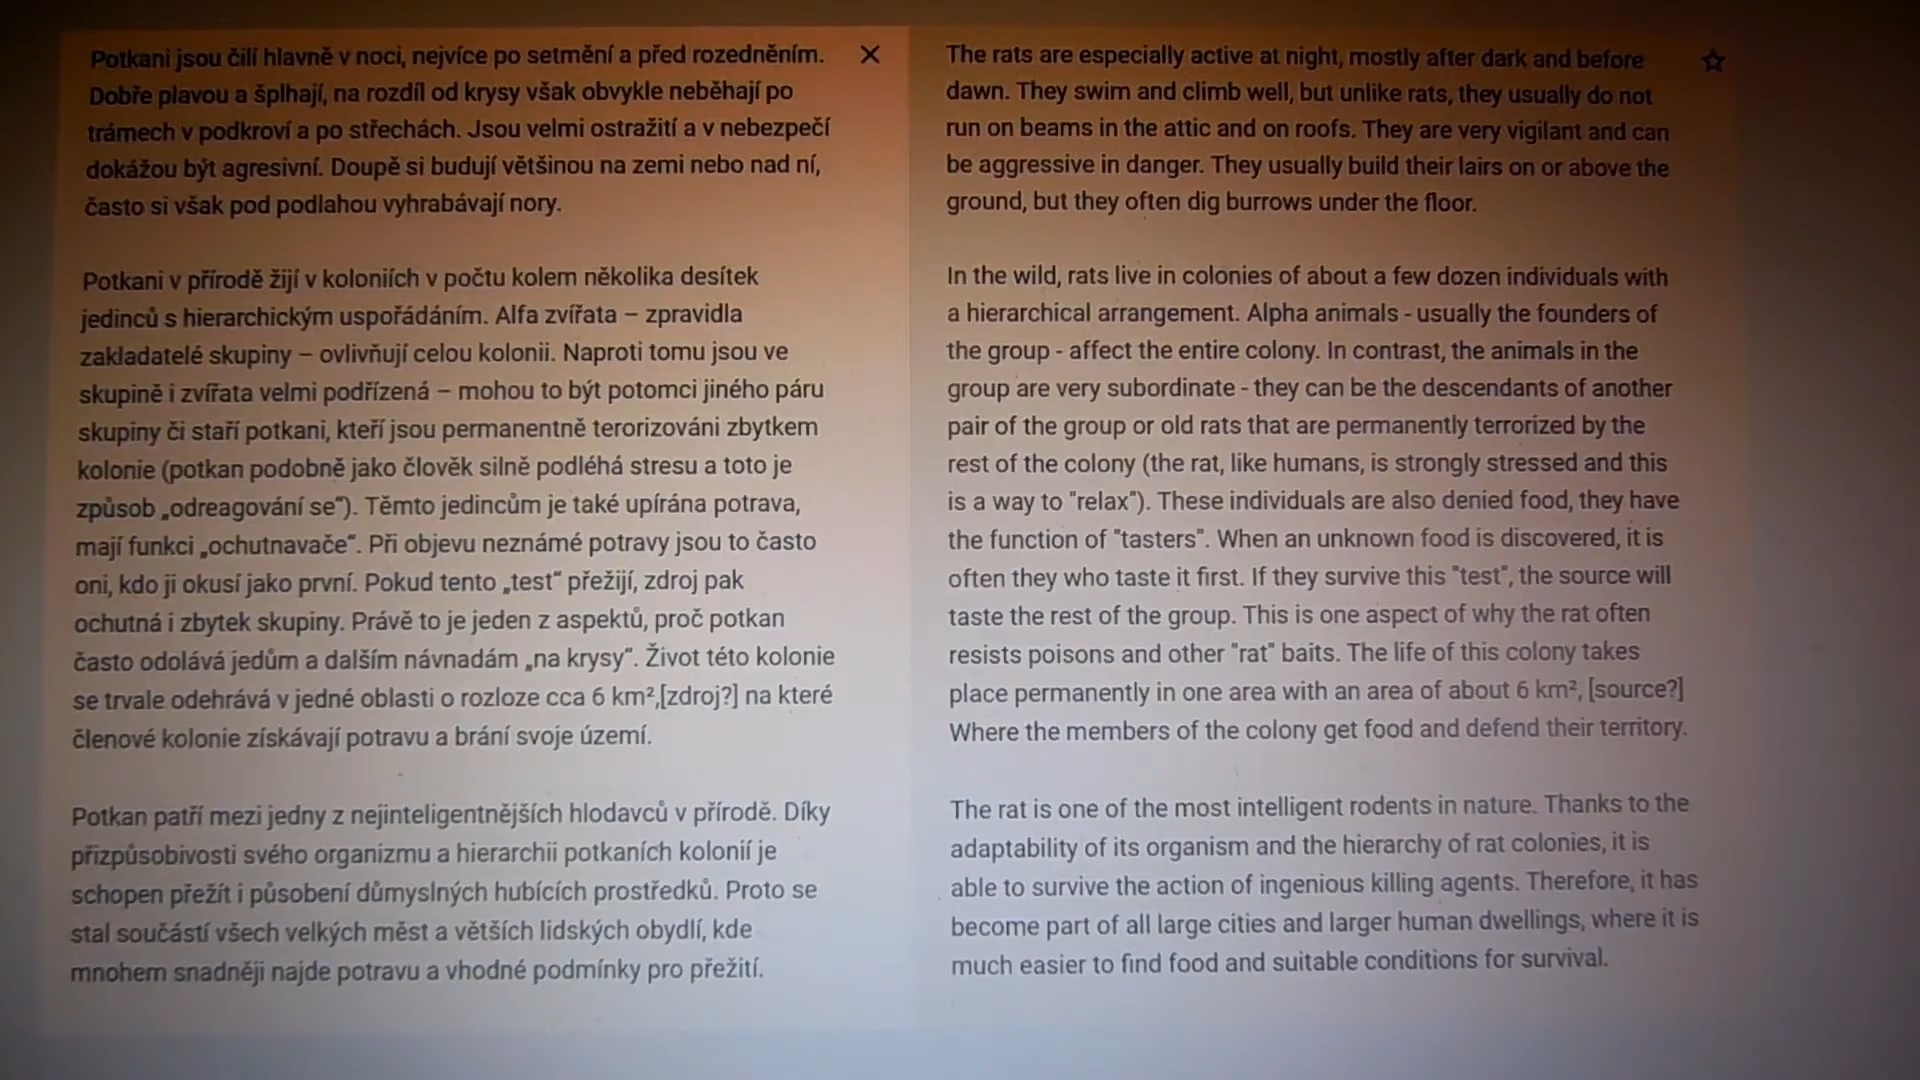 Potkani jsou čilí hlavně v noci, nejvíce po setmění a před rozedněním.
Dobře plavou a šplhají, na rozdíl od krysy však obvykle neběhají po
trámech v podkroví a po střechách. Jsou velmi ostražití a v nebezpečí
dokážou být agresivní. Doupě si budují většinou na zemi nebo nad ní,
často si však pod podlahou vyhrabávají nory.
Potkani v přírodě žijí v koloniích v počtu kolem několika desítek
jedinců s hierarchickým uspořádáním. Alfa zvířata – zpravidla
zakladatelé skupiny – ovlivňují celou kolonii. Naproti tomu jsou ve
skupině i zvířata velmi podřízená – mohou to být potomci jiného páru
skupiny či staří potkani, kteří jsou permanentně terorizováni zbytkem
kolonie (potkan podobně jako člověk silně podléhá stresu a toto je
způsob „odreagování se“). Těmto jedincům je také upírána potrava,
mají funkci „ochutnavače“. Při objevu neznámé potravy jsou to často
oni, kdo ji okusí jako první. Pokud tento „test“ přežijí, zdroj pak
ochutná i zbytek skupiny. Právě to je jeden z aspektů, proč potkan
často odolává jedům a dalším návnadám „na krysy“. Život této kolonie
se trvale odehrává v jedné oblasti o rozloze cca 6 km²,[zdroj?] na které
členové kolonie získávají potravu a brání svoje území.
Potkan patří mezi jedny z nejinteligentnějších hlodavců v přírodě. Díky
přizpůsobivosti svého organizmu a hierarchii potkaních kolonií je
schopen přežít i působení důmyslných hubících prostředků. Proto se
stal součástí všech velkých měst a větších lidských obydlí, kde
mnohem snadněji najde potravu a vhodné podmínky pro přežití.
The rats are especially active at night, mostly after dark and before
dawn. They swim and climb well, but unlike rats, they usually do not
run on beams in the attic and on roofs. They are very vigilant and can
be aggressive in danger. They usually build their lairs on or above the
ground, but they often dig burrows under the floor.
In the wild, rats live in colonies of about a few dozen individuals with
a hierarchical arrangement. Alpha animals - usually the founders of
the group - affect the entire colony. In contrast, the animals in the
group are very subordinate - they can be the descendants of another
pair of the group or old rats that are permanently terrorized by the
rest of the colony (the rat, like humans, is strongly stressed and this
is a way to "relax"). These individuals are also denied food, they have
the function of "tasters". When an unknown food is discovered, it is
often they who taste it first. If they survive this "test", the source will
taste the rest of the group. This is one aspect of why the rat often
resists poisons and other "rat" baits. The life of this colony takes
place permanently in one area with an area of about 6 km², [source?]
Where the members of the colony get food and defend their territory.
The rat is one of the most intelligent rodents in nature. Thanks to the
adaptability of its organism and the hierarchy of rat colonies, it is
able to survive the action of ingenious killing agents. Therefore, it has
become part of all large cities and larger human dwellings, where it is
much easier to find food and suitable conditions for survival.